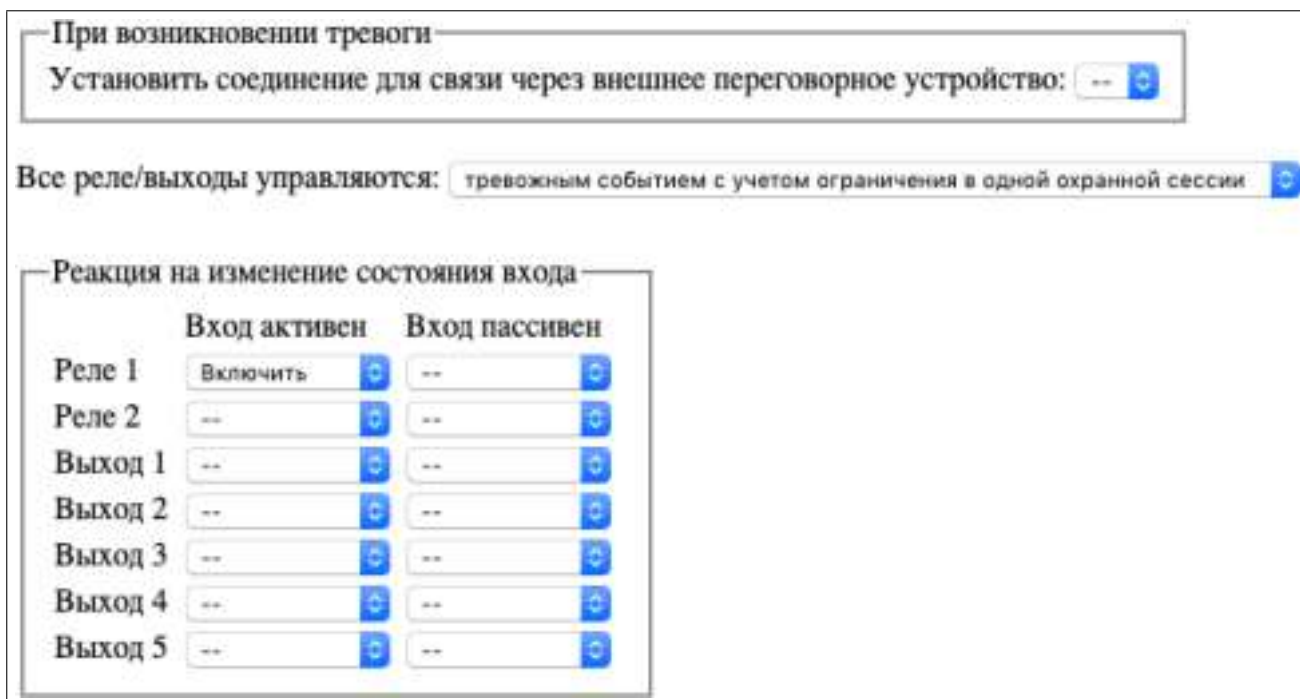 При возникновении тревоги
Установить соединение для связи через внешнее переговорное устройство: --
Все реле/выходы управляются: тревожным событием с учетом ограничения в одной охранной сессии
Реакция на изменение состояния входа
Вход активен Вход пассивен
Реле 1 Включить --
Реле 2 -- --
Выход 1 -- --
Выход 2 -- --
Выход 3 -- --
Выход 4 -- --
Выход 5 -- --